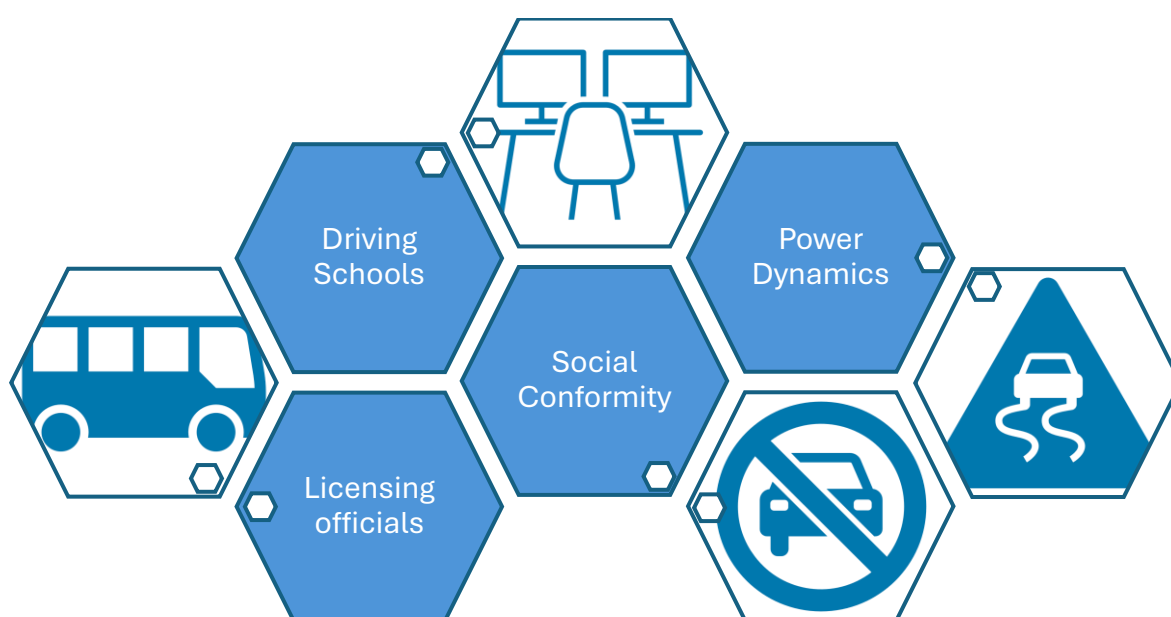 Driving
Schools
Power
Dynamics
Social
Conformity
Licensing
officials